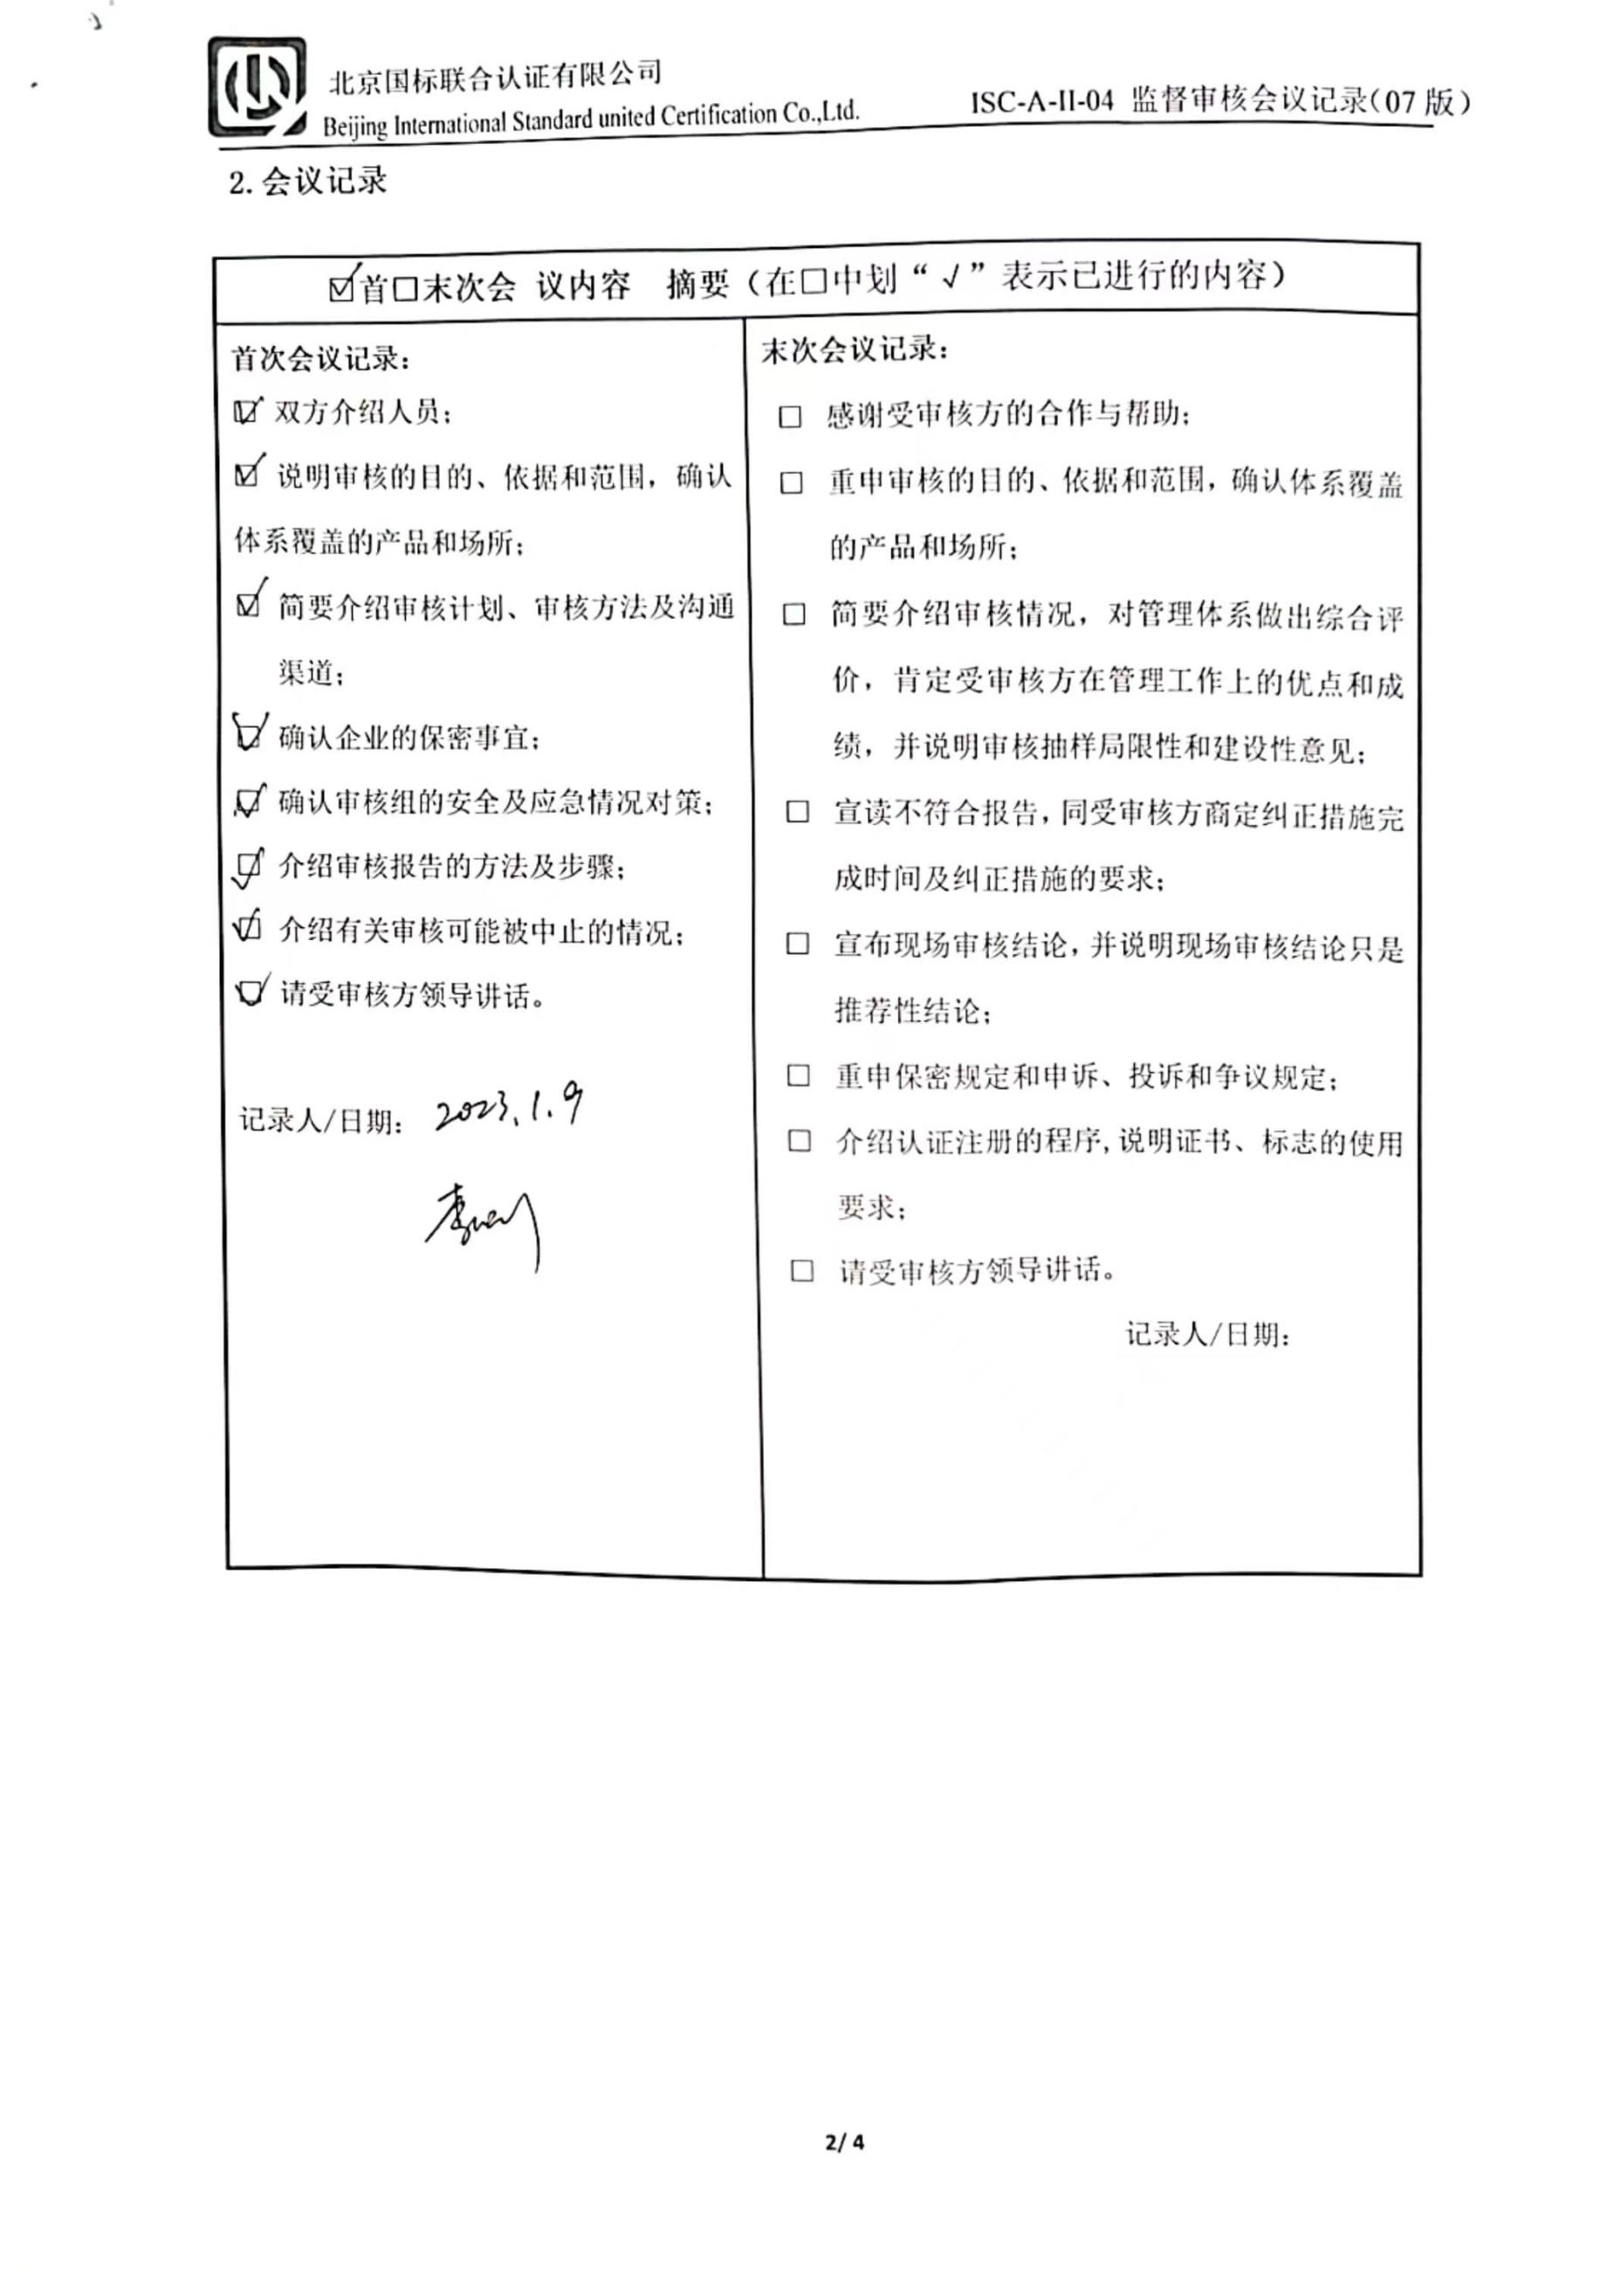 北京国标联合认证有限公司
Beijing International Standard united Certification Co.,Ltd.
ISC-A-II-04 监督审核会议记录(07 版)
2. 会议记录
☑首☐末次会 议内容 摘要（在☐中划“√”表示已进行的内容）
首次会议记录：
☑ 双方介绍人员；
☑ 说明审核的目的、依据和范围，确认
体系覆盖的产品和场所；
☑ 简要介绍审核计划、审核方法及沟通
渠道；
☑ 确认企业的保密事宜；
☑ 确认审核组的安全及应急情况对策；
☑ 介绍审核报告的方法及步骤；
☑ 介绍有关审核可能被中止的情况；
☑ 请受审核方领导讲话。
记录人/日期： 2023.1.9
末次会议记录：
☐ 感谢受审核方的合作与帮助；
☐ 重申审核的目的、依据和范围，确认体系覆盖
的产品和场所；
☐ 简要介绍审核情况，对管理体系做出综合评
价，肯定受审核方在管理工作上的优点和成
绩，并说明审核抽样局限性和建设性意见；
☐ 宣读不符合报告，同受审核方商定纠正措施完
成时间及纠正措施的要求；
☐ 宣布现场审核结论，并说明现场审核结论只是
推荐性结论；
☐ 重申保密规定和申诉、投诉和争议规定；
☐ 介绍认证注册的程序，说明证书、标志的使用
要求；
☐ 请受审核方领导讲话。
记录人/日期：
2/ 4